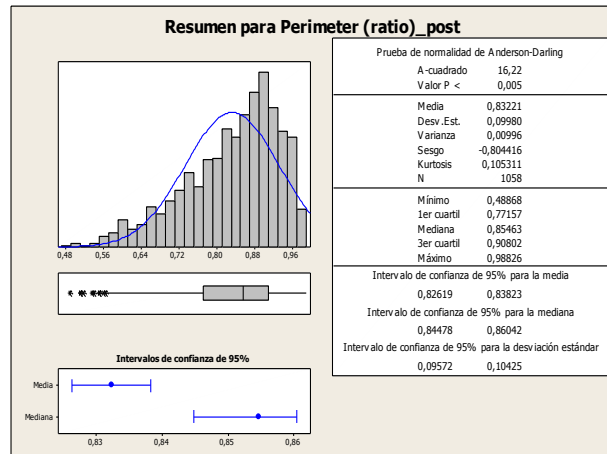 Resumen para Perimeter (ratio)_post
Prueba de normalidad de Anderson-Darling
A-cuadrado 16,22
Valor P < 0,005
Media 0,83221
Desv.Est. 0,09980
Varianza 0,00996
Sesgo -0,804416
Kurtosis 0,105311
N 1058
Mínimo 0,48868
1er cuartil 0,77157
Mediana 0,85463
3er cuartil 0,90802
Máximo 0,98826
Intervalo de confianza de 95% para la media
0,82619 0,83823
Intervalo de confianza de 95% para la mediana
0,84478 0,86042
Intervalo de confianza de 95% para la desviación estándar
0,09572 0,10425
0,48 0,56 0,64 0,72 0,80 0,88 0,96
Intervalos de confianza de 95%
Media
Mediana
0,83 0,84 0,85 0,86